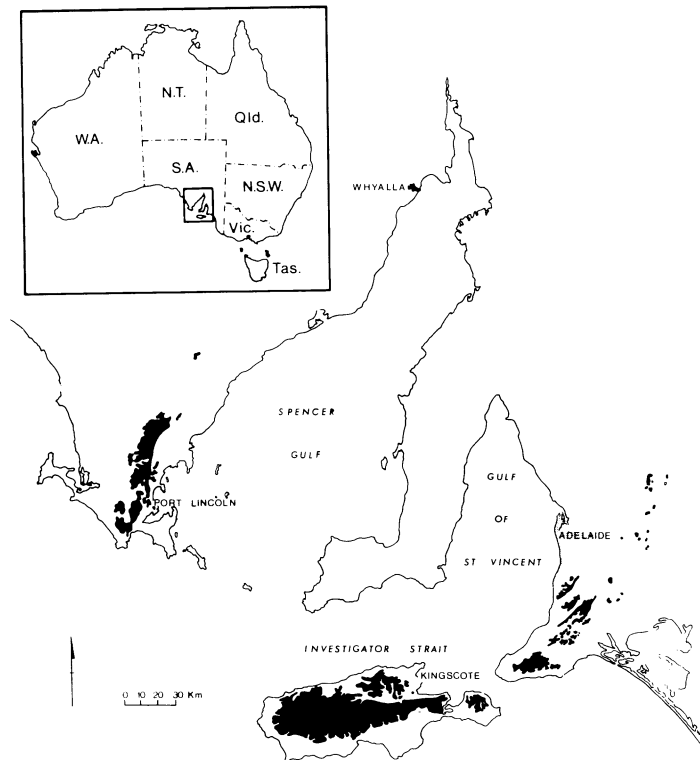 N.T.
Qld.
W.A.
S.A.
N.S.W.
Vic.
Tas.
WHYALLA
SPENCER
GULF
PORT LINCOLN
GULF
OF
ST VINCENT
ADELAIDE
INVESTIGATOR STRAIT
KINGSCOTE
0 10 20 30 Km